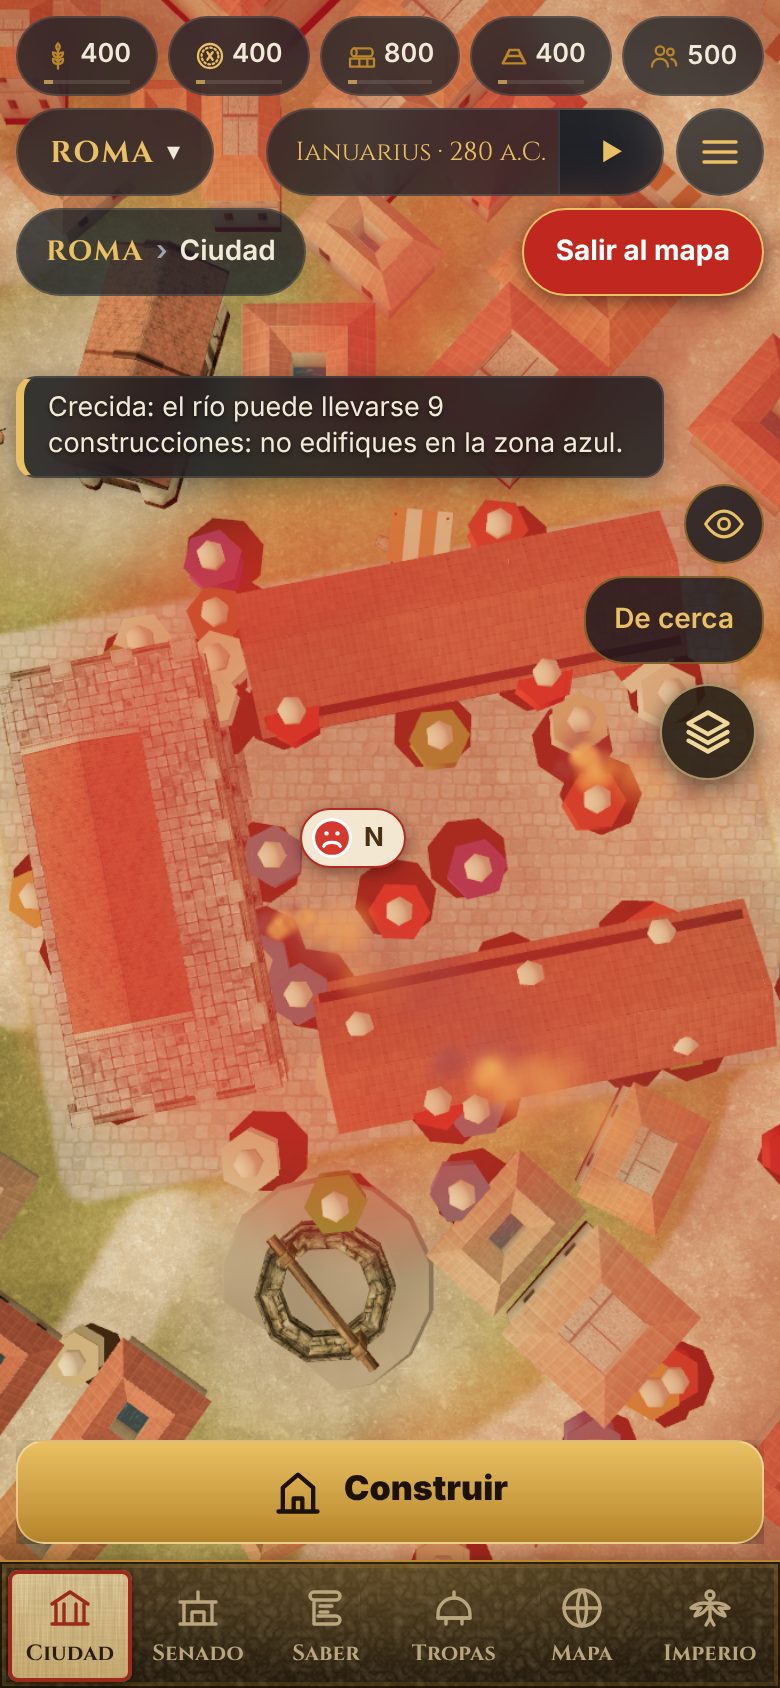 400
400
800
400
500
ROMA ▾
IANUARIUS · 280 A.C.
ROMA › Ciudad
Salir al mapa
Crecida: el río puede llevarse 9
construcciones: no edifiques en la zona azul.
De cerca
N
Construir
CIUDAD
SENADO
SABER
TROPAS
MAPA
IMPERIO